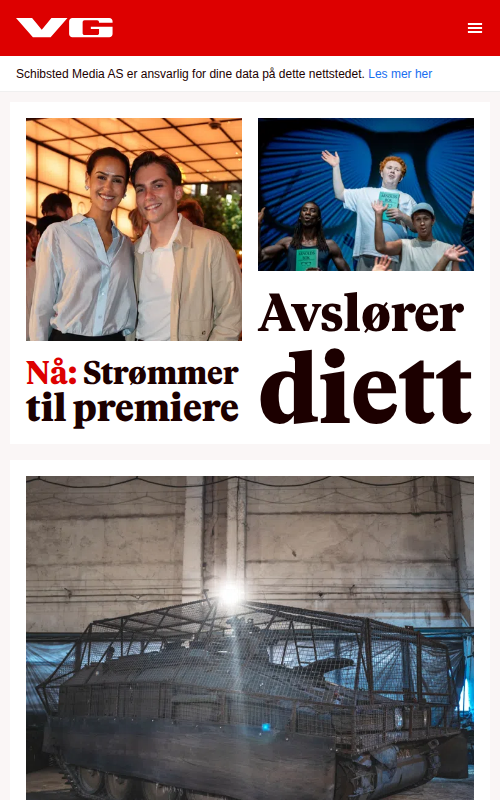 VG
Schibsted Media AS er ansvarlig for dine data på dette nettstedet. Les mer her
Nå: Strømmer
til premiere
Avslører
diett